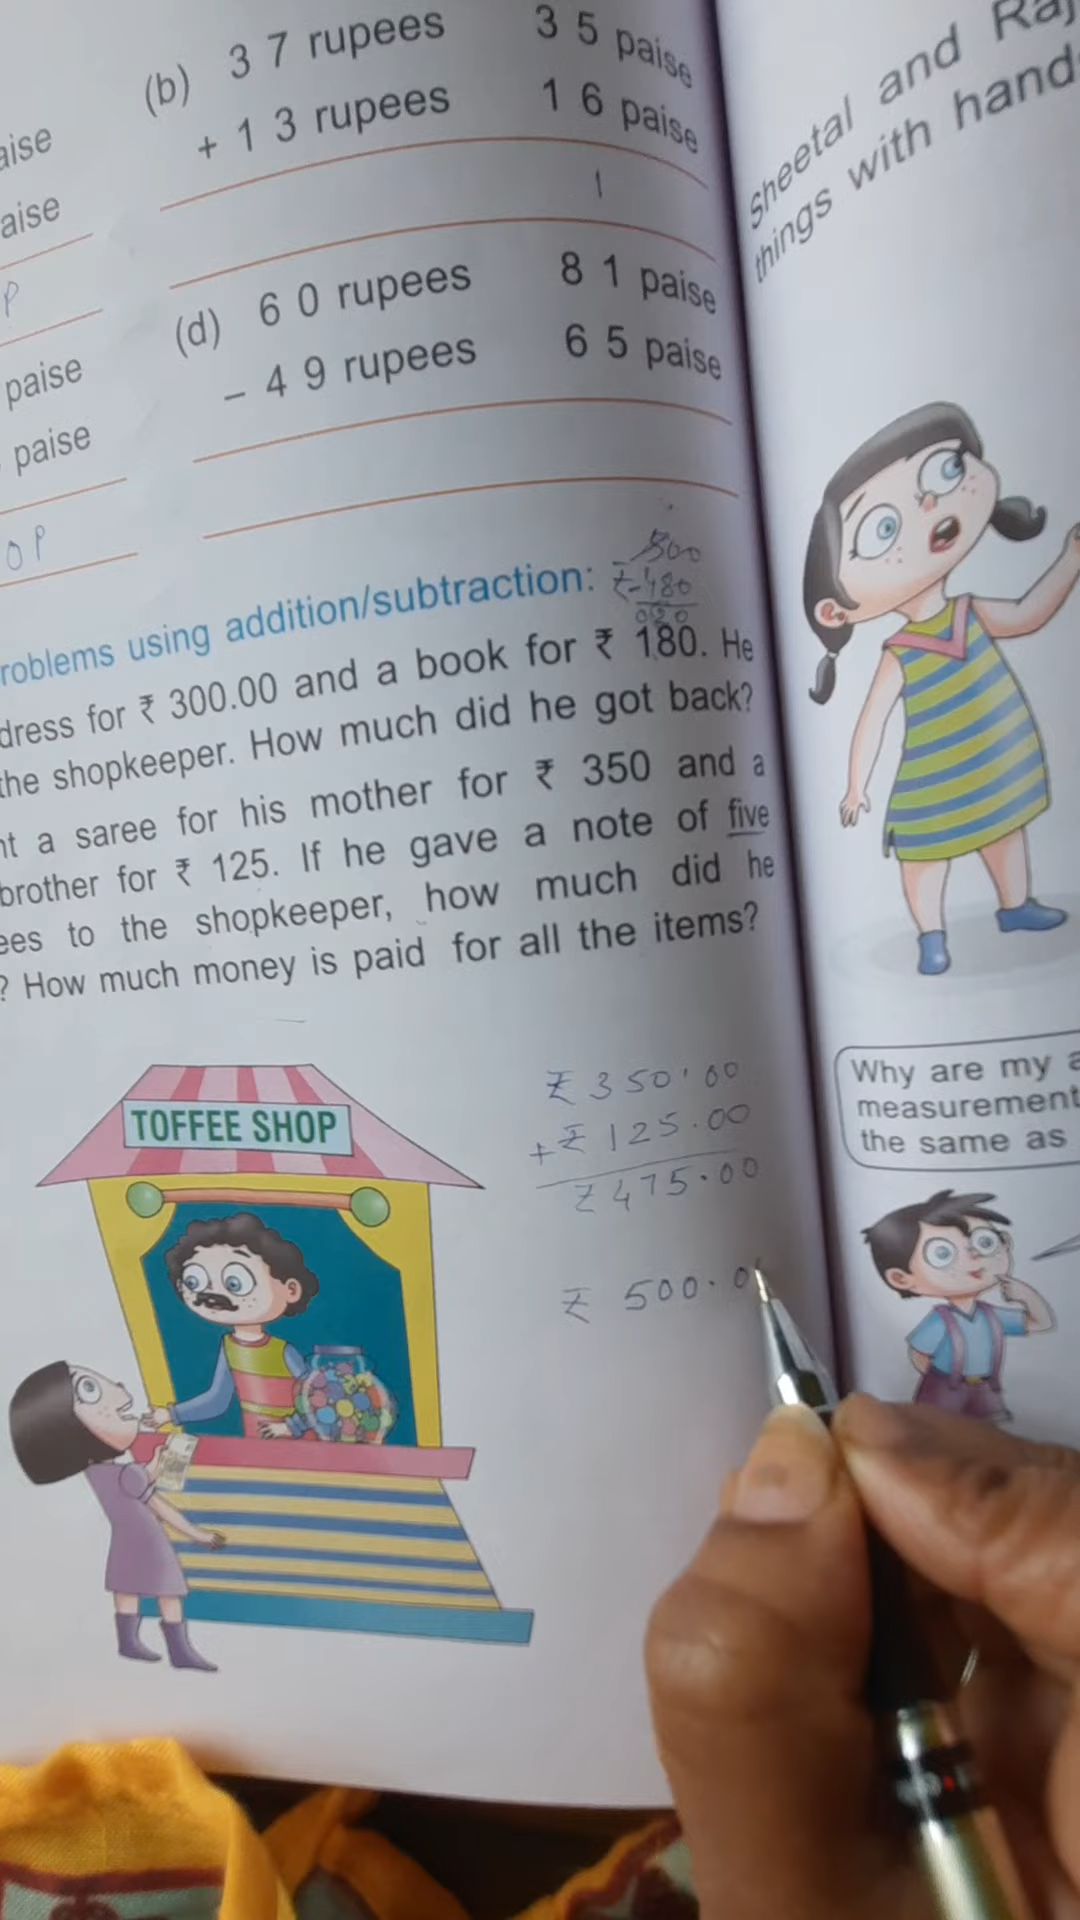 (b) 3 7 rupees 3 5 paise
aise + 1 3 rupees 1 6 paise
1
aise
P
(d) 6 0 rupees 8 1 paise
paise - 4 9 rupees 6 5 paise
paise
0 P
500
roblems using addition/subtraction: ₹-480
020
dress for ₹ 300.00 and a book for ₹ 180. He
the shopkeeper. How much did he got back?
nt a saree for his mother for ₹ 350 and a
brother for ₹ 125. If he gave a note of five
ees to the shopkeeper, how much did he
? How much money is paid for all the items?
₹ 350.00
+ ₹ 125.00
₹ 475.00
₹ 500.0
TOFFEE SHOP
Sheetal and Raj
things with hand
Why are my a
measurement
the same as